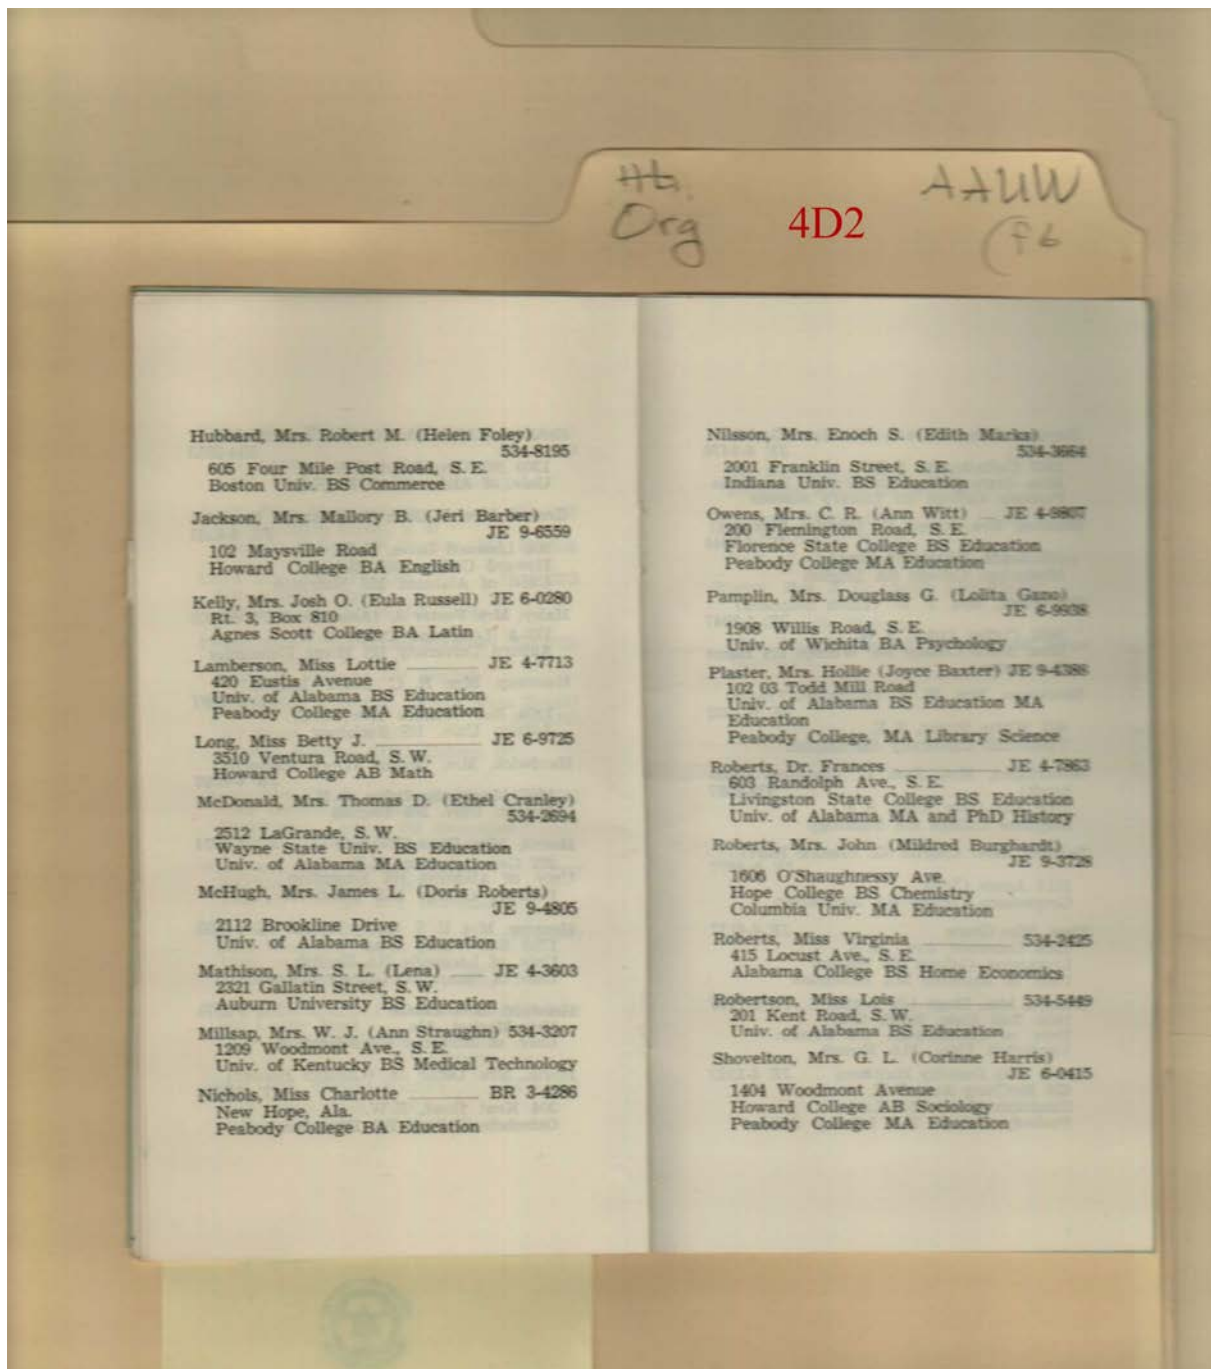 Org
4D2
AAUW
Hubbard, Mrs. Robert M. (Helen Foley)
534-8195
605 Four Mile Post Road, S. E.
Boston Univ. BS Commerce
Jackson, Mrs. Mallory B. (Jeri Barber)
JE 9-6559
102 Maysville Road
Howard College BA English
Kelly, Mrs. Josh O. (Eula Russell) JE 6-0280
Rt. 3, Box 810
Agnes Scott College BA Latin
Lamberson, Miss Lottie JE 4-7713
420 Eustis Avenue
Univ. of Alabama BS Education
Peabody College MA Education
Long, Miss Betty J. JE 6-9725
3510 Ventura Road, S. W.
Howard College AB Math
McDonald, Mrs. Thomas D. (Ethel Cranley)
534-2694
2512 LaGrande, S. W.
Wayne State Univ. BS Education
Univ. of Alabama MA Education
McHugh, Mrs. James L. (Doris Roberts)
JE 9-4805
2112 Brookline Drive
Univ. of Alabama BS Education
Mathison, Mrs. S. L. (Lena) JE 4-3603
2321 Gallatin Street, S. W.
Auburn University BS Education
Millsap, Mrs. W. J. (Ann Straughn) 534-3207
1209 Woodmont Ave., S. E.
Univ. of Kentucky BS Medical Technology
Nichols, Miss Charlotte BR 3-4286
New Hope, Ala.
Peabody College BA Education
Nilsson, Mrs. Enoch S. (Edith Marks)
534-3664
2001 Franklin Street, S. E.
Indiana Univ. BS Education
Owens, Mrs. C. R. (Ann Witt) JE 4-9807
200 Flemington Road, S. E.
Florence State College BS Education
Peabody College MA Education
Pamplin, Mrs. Douglass G. (Lolita Gano)
JE 6-9938
1908 Willis Road, S. E.
Univ. of Wichita BA Psychology
Plaster, Mrs. Hollie (Joyce Baxter) JE 9-4386
102 03 Todd Mill Road
Univ. of Alabama BS Education MA
Education
Peabody College, MA Library Science
Roberts, Dr. Frances JE 4-7863
603 Randolph Ave., S. E.
Livingston State College BS Education
Univ. of Alabama MA and PhD History
Roberts, Mrs. John (Mildred Burghardt)
JE 9-3728
1606 O'Shaughnessy Ave.
Hope College BS Chemistry
Columbia Univ. MA Education
Roberts, Miss Virginia 534-2425
415 Locust Ave., S. E.
Alabama College BS Home Economics
Robertson, Miss Lois 534-5449
201 Kent Road, S. W.
Univ. of Alabama BS Education
Shovelton, Mrs. G. L. (Corinne Harris)
JE 6-0415
1404 Woodmont Avenue
Howard College AB Sociology
Peabody College MA Education